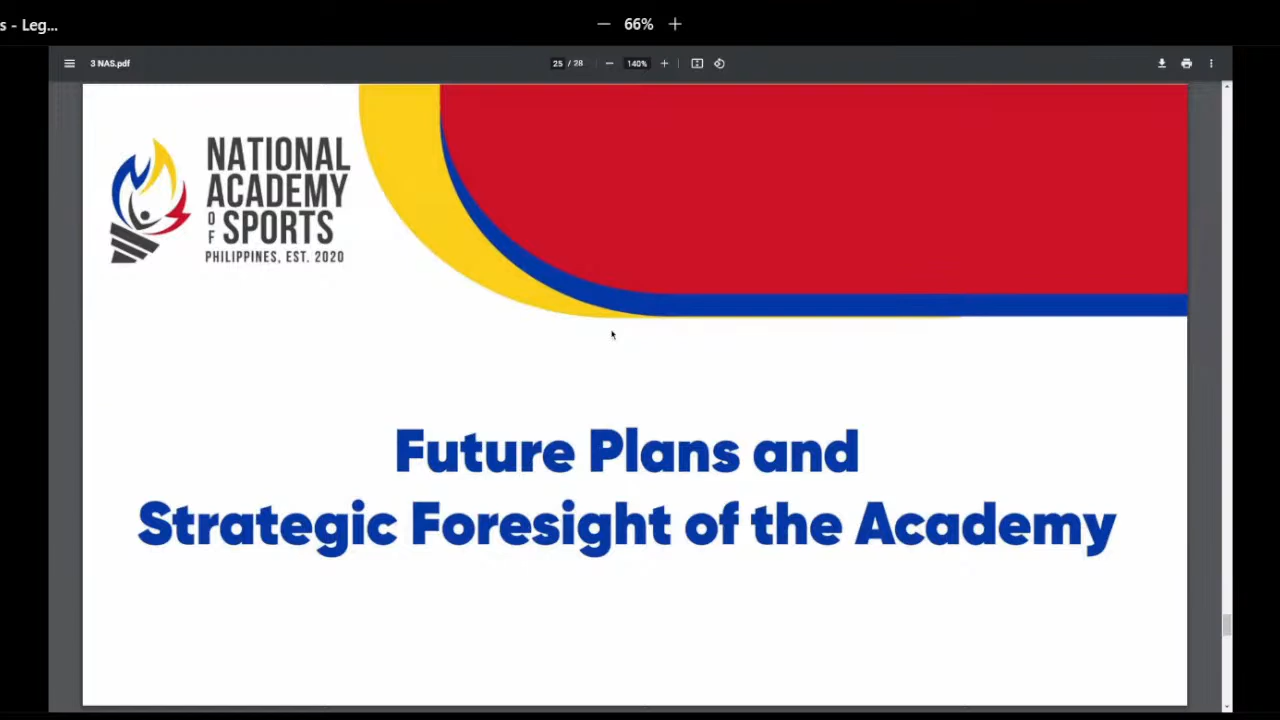 s - Leg...
66%
3 NAS.pdf
25 / 28
140%
NATIONAL
ACADEMY
OF SPORTS
PHILIPPINES, EST. 2020
Future Plans and
Strategic Foresight of the Academy